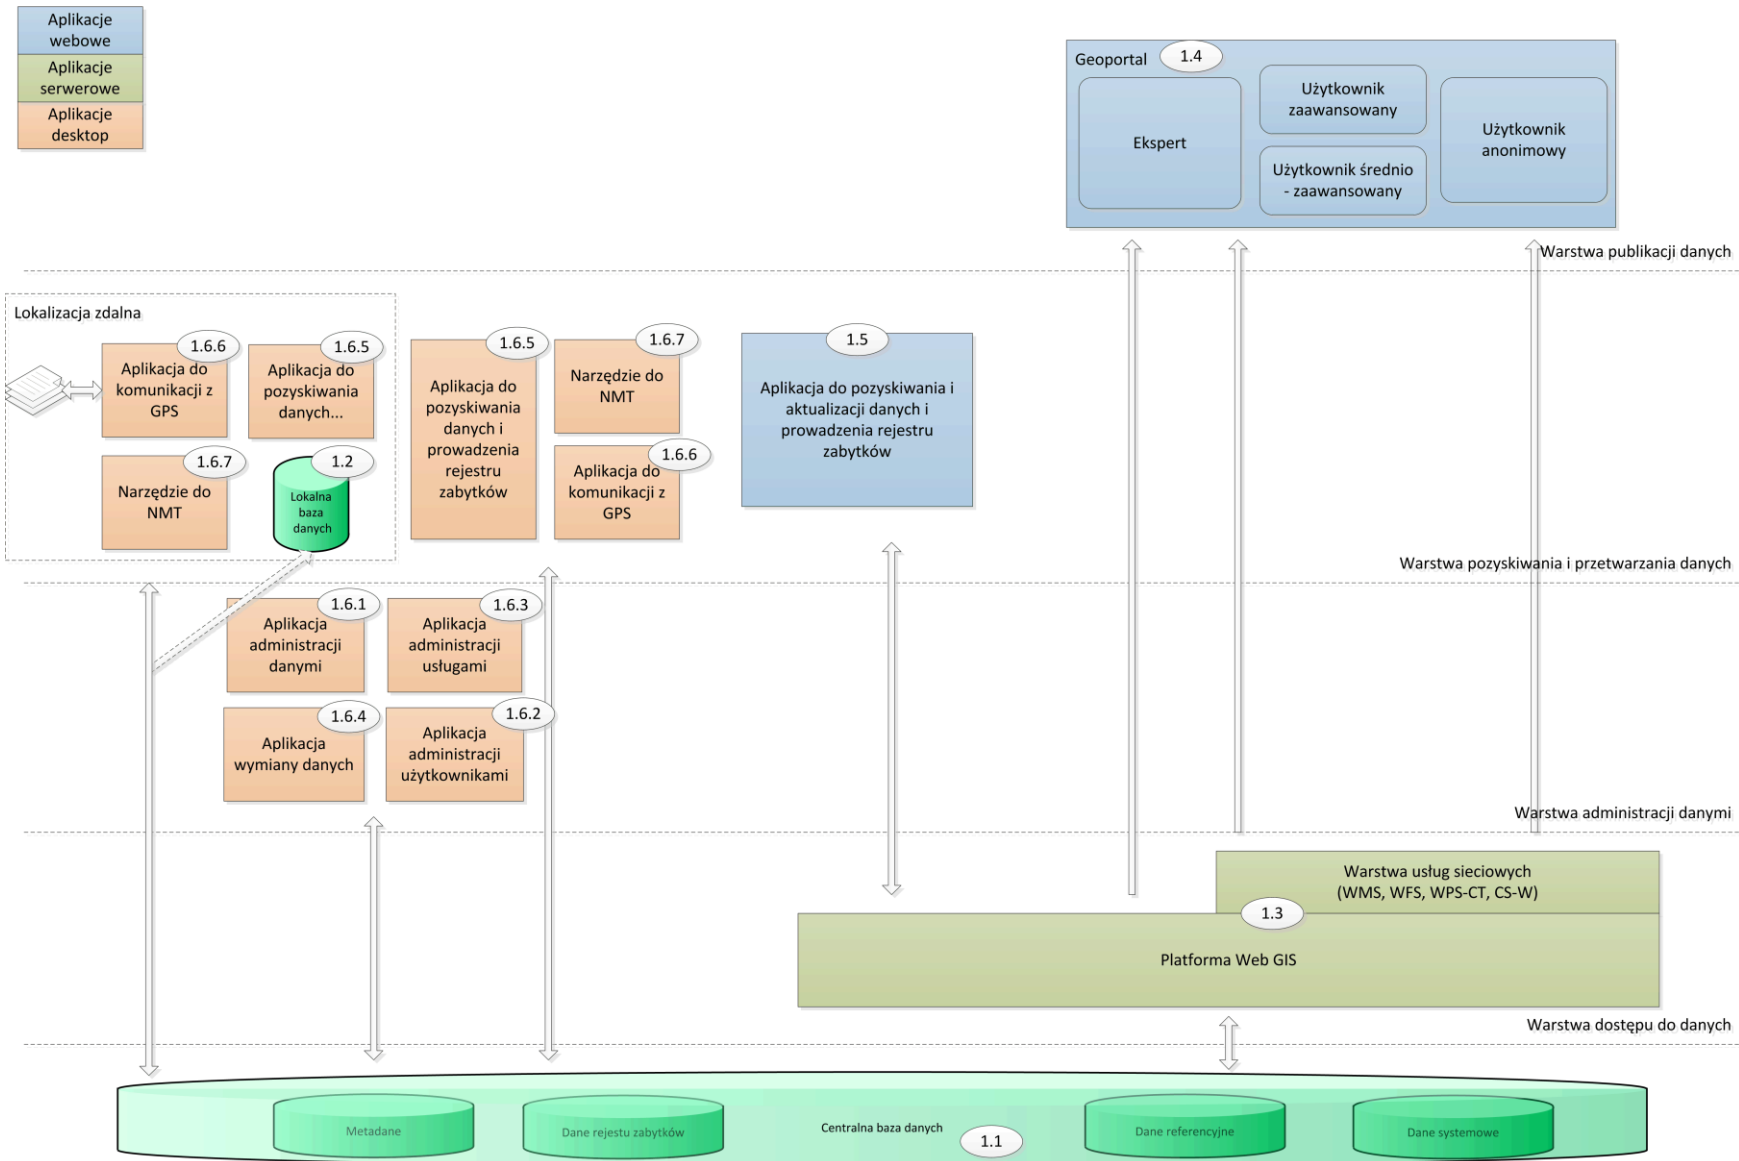 Aplikacje
webowe
Aplikacje
serwerowe
Aplikacje
desktop
Geoportal
1.4
Ekspert
Użytkownik
zaawansowany
Użytkownik średnio
- zaawansowany
Użytkownik
anonimowy
Warstwa publikacji danych
Lokalizacja zdalna
1.6.6
Aplikacja do
komunikacji z
GPS
1.6.5
Aplikacja do
pozyskiwania
danych...
1.6.7
Narzędzie do
NMT
1.2
Lokalna
baza
danych
1.6.5
Aplikacja do
pozyskiwania
danych i
prowadzenia
rejestru
zabytków
1.6.7
Narzędzie do
NMT
1.6.6
Aplikacja do
komunikacji z
GPS
1.5
Aplikacja do pozyskiwania i
aktualizacji danych i
prowadzenia rejestru
zabytków
Warstwa pozyskiwania i przetwarzania danych
1.6.1
Aplikacja
administracji
danymi
1.6.3
Aplikacja
administracji
usługami
1.6.4
Aplikacja
wymiany danych
1.6.2
Aplikacja
administracji
użytkownikami
Warstwa administracji danymi
Warstwa usług sieciowych
(WMS, WFS, WPS-CT, CS-W)
1.3
Platforma Web GIS
Warstwa dostępu do danych
Metadane
Dane rejestu zabytków
Centralna baza danych
1.1
Dane referencyjne
Dane systemowe